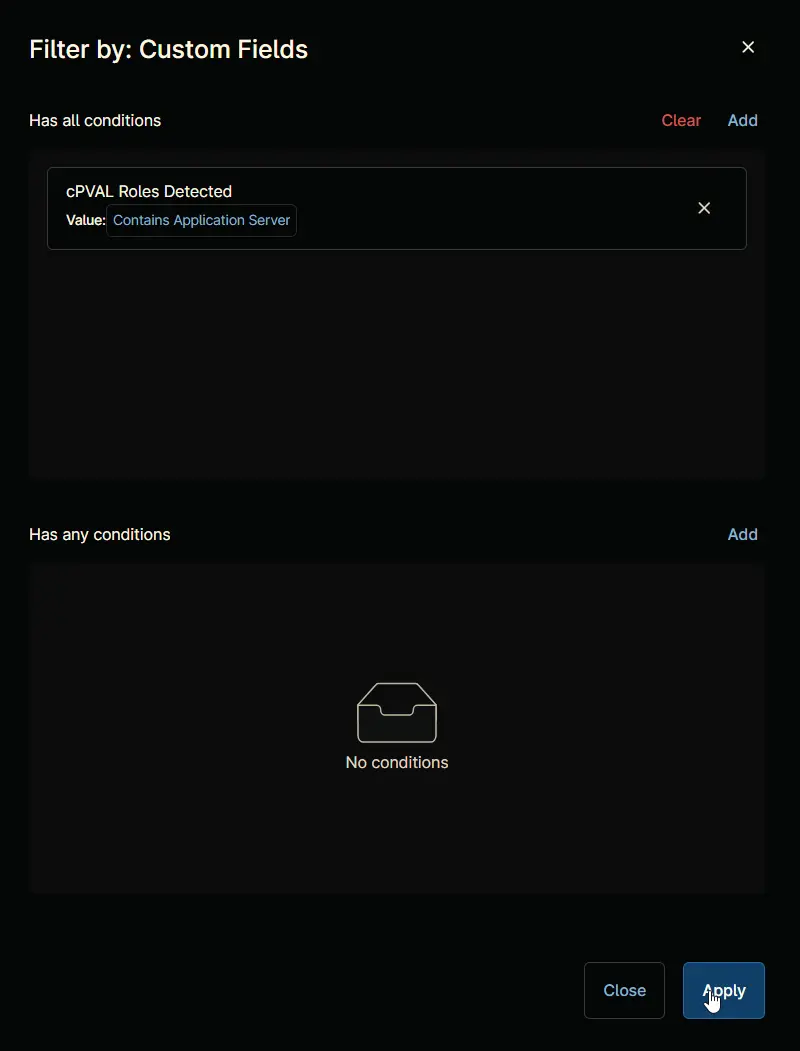 Filter by: Custom Fields
Has all conditions
Clear
Add
cPVAL Roles Detected
Value: Contains Application Server
Has any conditions
Add
No conditions
Close
Apply